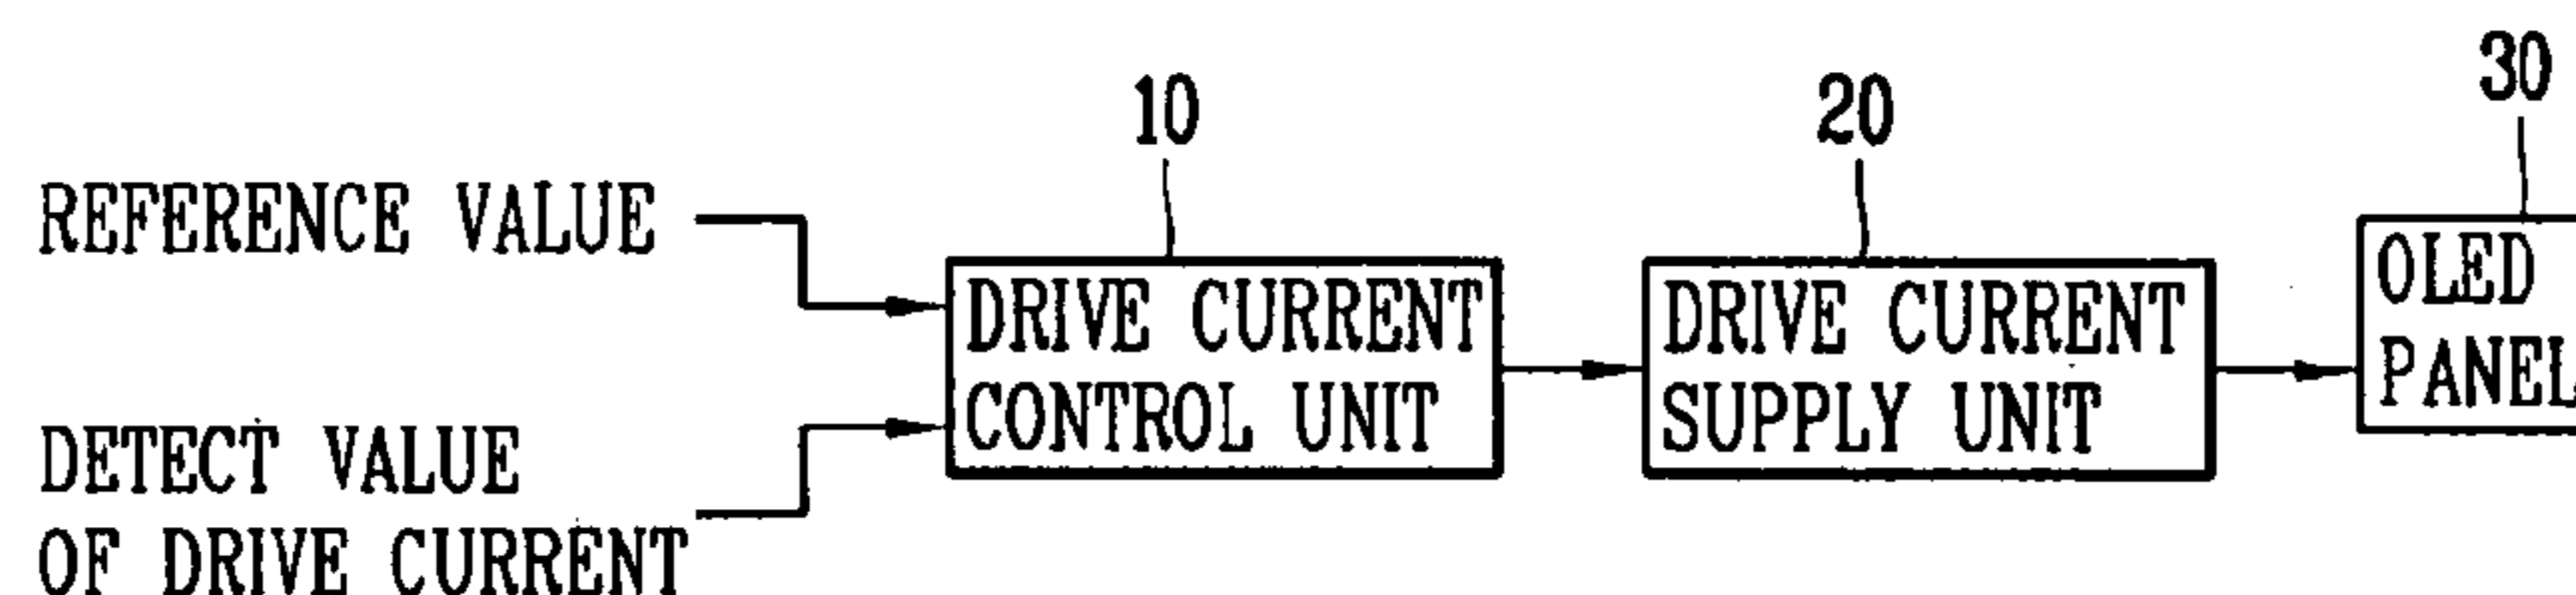 10
20
30
REFERENCE VALUE
DRIVE CURRENT
CONTROL UNIT
DRIVE CURRENT
SUPPLY UNIT
OLED
PANEL
DETECT VALUE
OF DRIVE CURRENT